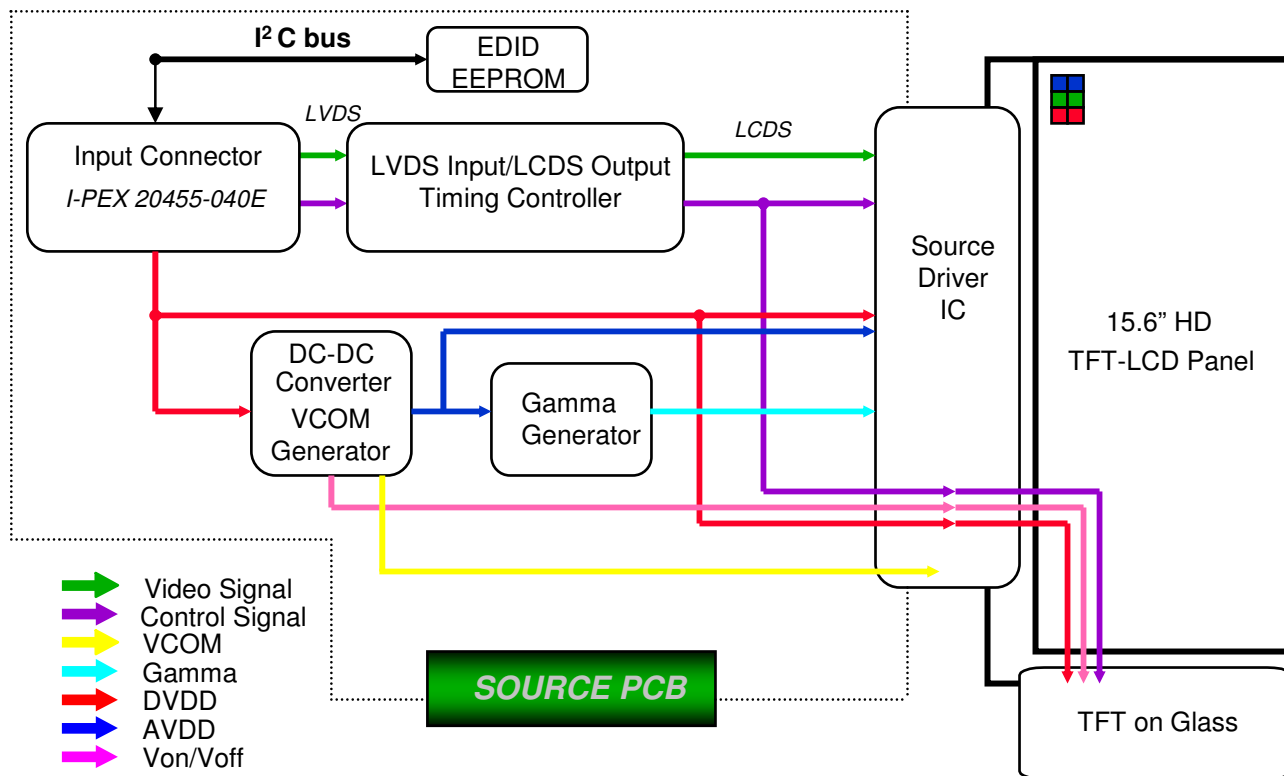 I² C bus
EDID
EEPROM
LVDS
LCDS
Input Connector
I-PEX 20455-040E
LVDS Input/LCDS Output
Timing Controller
Source
Driver
IC
15.6” HD
TFT-LCD Panel
DC-DC
Converter
VCOM
Generator
Gamma
Generator
Video Signal
Control Signal
VCOM
Gamma
DVDD
AVDD
Von/Voff
SOURCE PCB
TFT on Glass